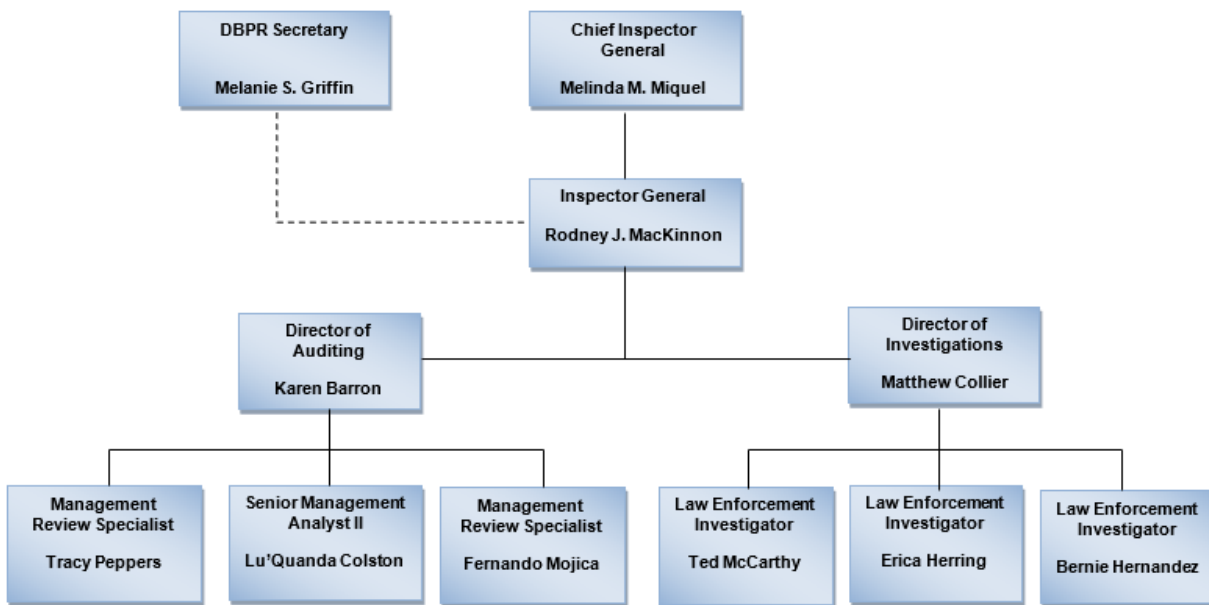 DBPR Secretary
Melanie S. Griffin
Chief Inspector
General
Melinda M. Miquel
Inspector General
Rodney J. MacKinnon
Director of
Auditing
Karen Barron
Director of
Investigations
Matthew Collier
Management
Review Specialist
Tracy Peppers
Senior Management
Analyst II
Lu'Quanda Colston
Management
Review Specialist
Fernando Mojica
Law Enforcement
Investigator
Ted McCarthy
Law Enforcement
Investigator
Erica Herring
Law Enforcement
Investigator
Bernie Hernandez